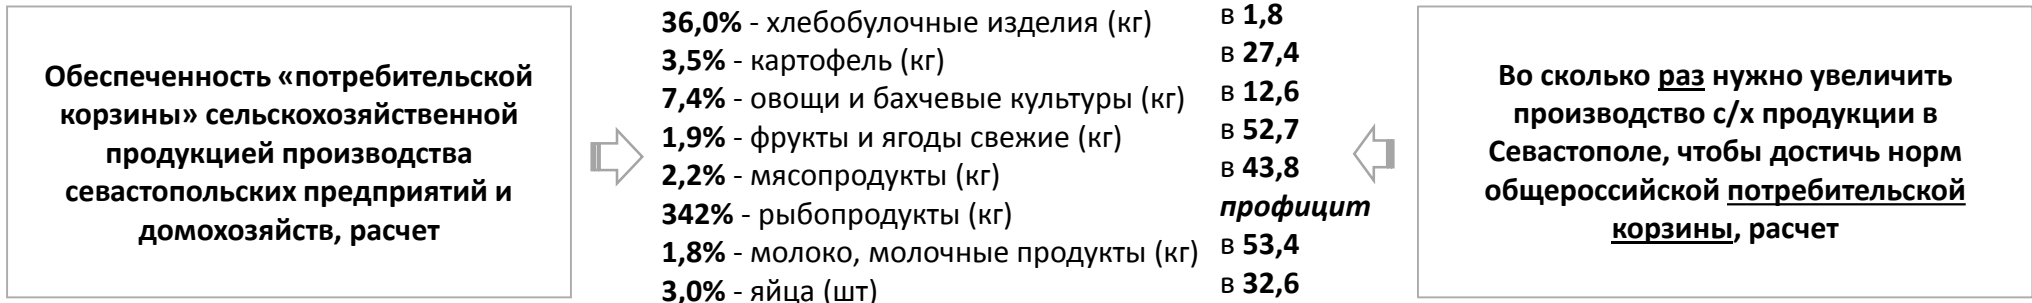 Обеспеченность «потребительской
корзины» сельскохозяйственной
продукцией производства
севастопольских предприятий и
домохозяйств, расчет
36,0% - хлебобулочные изделия (кг)
3,5% - картофель (кг)
7,4% - овощи и бахчевые культуры (кг)
1,9% - фрукты и ягоды свежие (кг)
2,2% - мясопродукты (кг)
342% - рыбопродукты (кг)
1,8% - молоко, молочные продукты (кг)
3,0% - яйца (шт)
в 1,8
в 27,4
в 12,6
в 52,7
в 43,8
профицит
в 53,4
в 32,6
Во сколько раз нужно увеличить
производство с/х продукции в
Севастополе, чтобы достичь норм
общероссийской потребительской
корзины, расчет